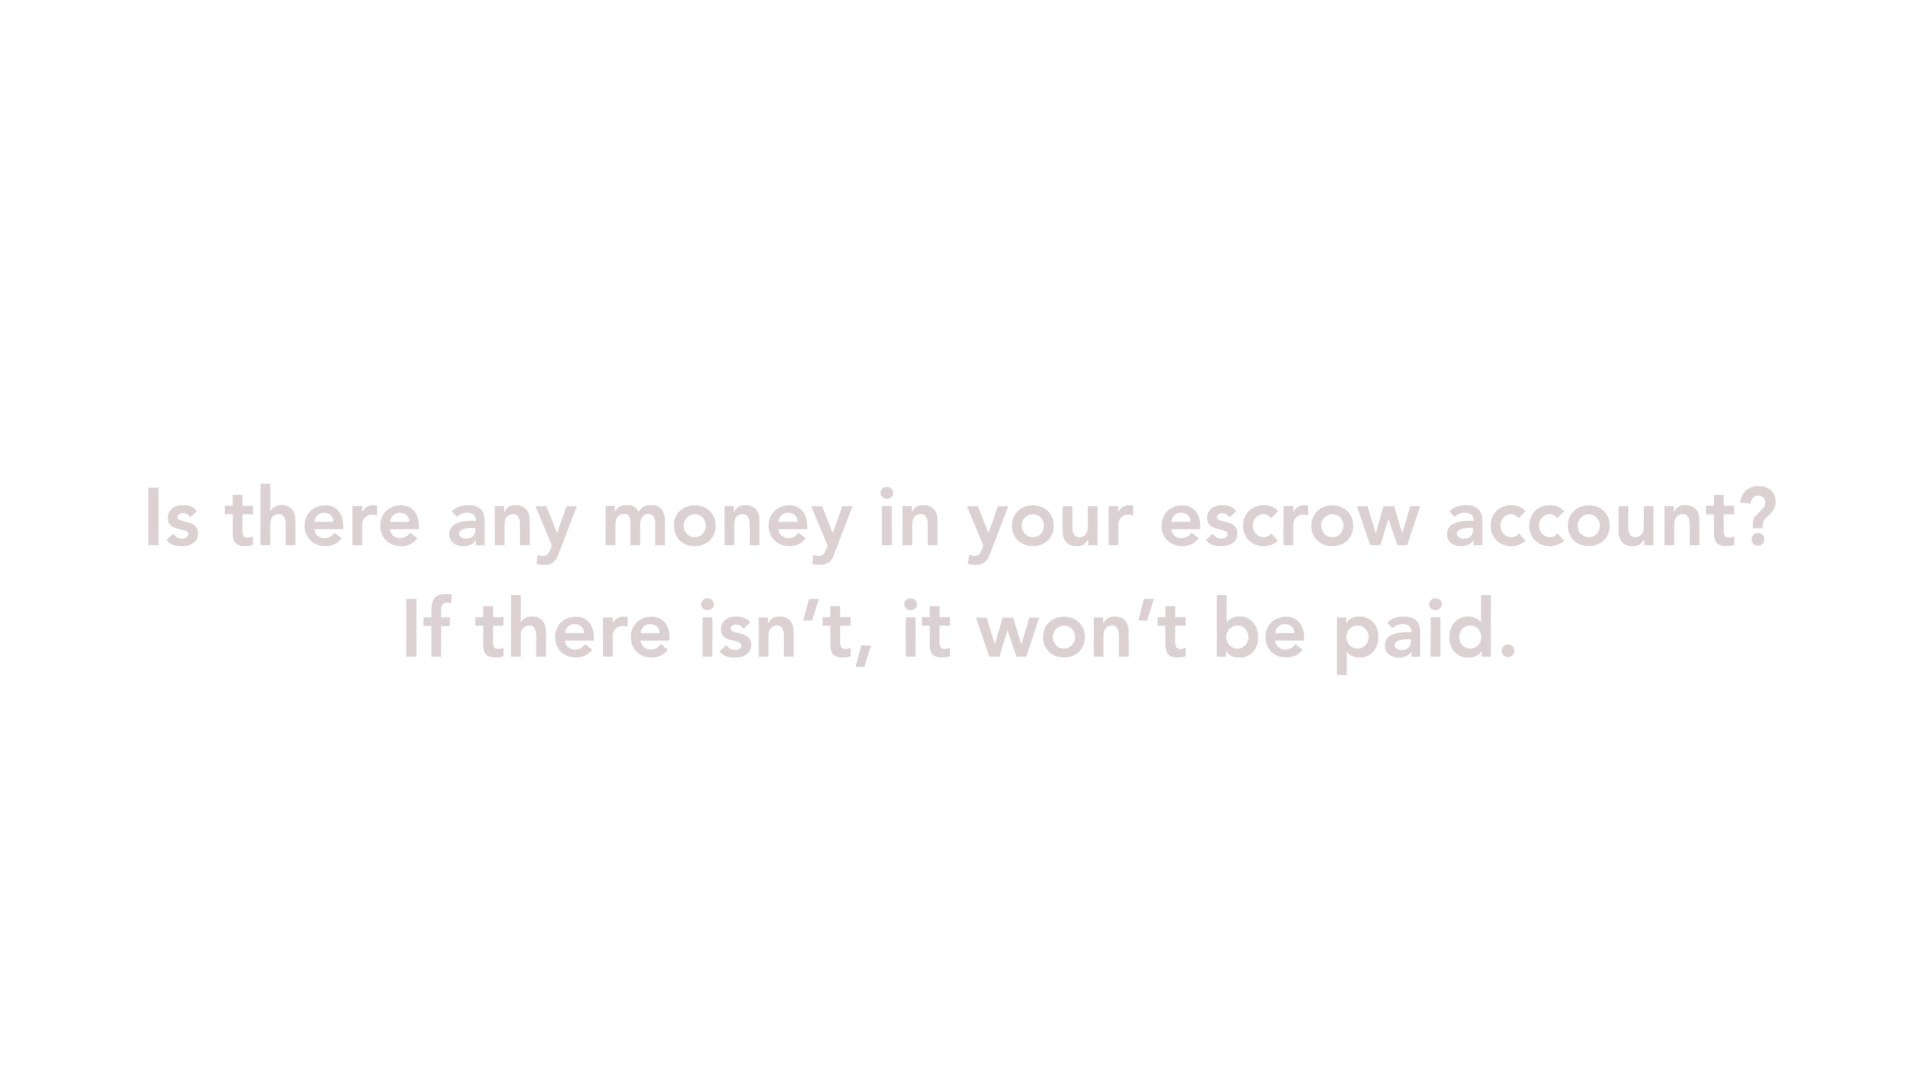 Is there any money in your escrow account?
If there isn’t, it won’t be paid.